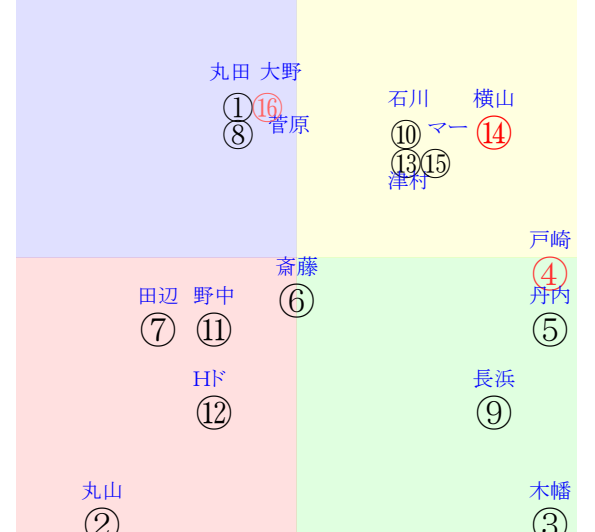 丸田 大野
①⑯
⑧ 菅原
石川 横山
⑩ マー ⑭
⑬⑮
津村
戸崎
④
斎藤
⑥
田辺 野中 丹内
⑦ ⑪ ⑤
Hド 長浜
⑫ ⑨
丸山 木幡
② ③